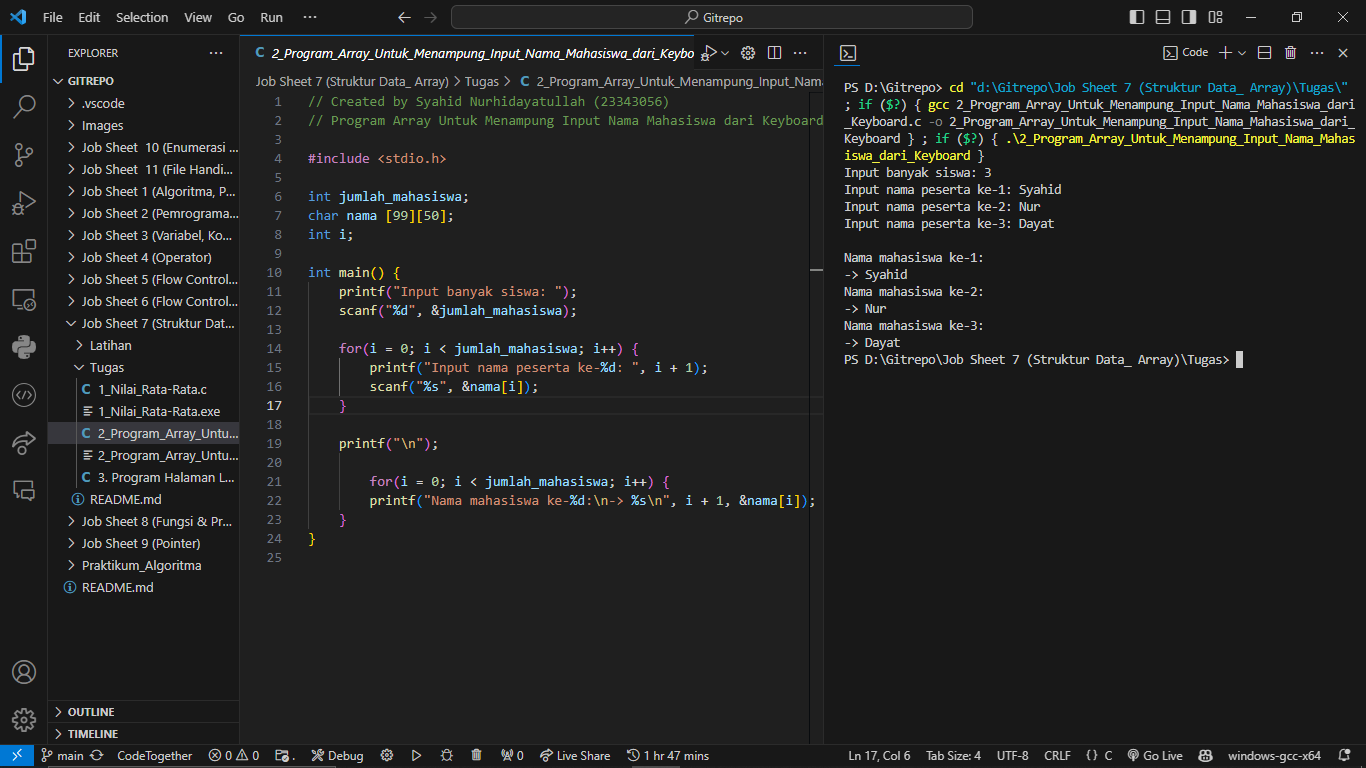 File Edit Selection View Go Run ··· Gitrepo
EXPLORER ···
GITREPO
.vscode
Images
Job Sheet 10 (Enumerasi ...
Job Sheet 11 (File Handi...
Job Sheet 1 (Algoritma, P...
Job Sheet 2 (Pemrograma...
Job Sheet 3 (Variabel, Ko...
Job Sheet 4 (Operator)
Job Sheet 5 (Flow Control...
Job Sheet 6 (Flow Control...
Job Sheet 7 (Struktur Dat...
Latihan
Tugas
C 1_Nilai_Rata-Rata.c
1_Nilai_Rata-Rata.exe
C 2_Program_Array_Untu...
2_Program_Array_Untu...
C 3. Program Halaman L...
README.md
Job Sheet 8 (Fungsi & Pr...
Job Sheet 9 (Pointer)
Praktikum_Algoritma
README.md
OUTLINE
TIMELINE
C 2_Program_Array_Untuk_Menampung_Input_Nama_Mahasiswa_dari_Keybo ···
Job Sheet 7 (Struktur Data_ Array) > Tugas > C 2_Program_Array_Untuk_Menampung_Input_Nam
1 // Created by Syahid Nurhidayatullah (23343056)
2 // Program Array Untuk Menampung Input Nama Mahasiswa dari Keyboard
3
4 #include <stdio.h>
5
6 int jumlah_mahasiswa;
7 char nama [99][50];
8 int i;
9
10 int main() {
11 printf("Input banyak siswa: ");
12 scanf("%d", &jumlah_mahasiswa);
13
14 for(i = 0; i < jumlah_mahasiswa; i++) {
15 printf("Input nama peserta ke-%d: ", i + 1);
16 scanf("%s", &nama[i]);
17 }
18
19 printf("\n");
20
21 for(i = 0; i < jumlah_mahasiswa; i++) {
22 printf("Nama mahasiswa ke-%d:\n-> %s\n", i + 1, &nama[i]);
23 }
24 }
25
Code ···
PS D:\Gitrepo> cd "d:\Gitrepo\Job Sheet 7 (Struktur Data_ Array)\Tugas\"
; if ($?) { gcc 2_Program_Array_Untuk_Menampung_Input_Nama_Mahasiswa_dari
_Keyboard.c -o 2_Program_Array_Untuk_Menampung_Input_Nama_Mahasiswa_dari_
Keyboard } ; if ($?) { .\2_Program_Array_Untuk_Menampung_Input_Nama_Mahas
iswa_dari_Keyboard }
Input banyak siswa: 3
Input nama peserta ke-1: Syahid
Input nama peserta ke-2: Nur
Input nama peserta ke-3: Dayat
Nama mahasiswa ke-1:
-> Syahid
Nama mahasiswa ke-2:
-> Nur
Nama mahasiswa ke-3:
-> Dayat
PS D:\Gitrepo\Job Sheet 7 (Struktur Data_ Array)\Tugas>
main CodeTogether 0 0 . Debug 0 Live Share 1 hr 47 mins Ln 17, Col 6 Tab Size: 4 UTF-8 CRLF {} C Go Live windows-gcc-x64